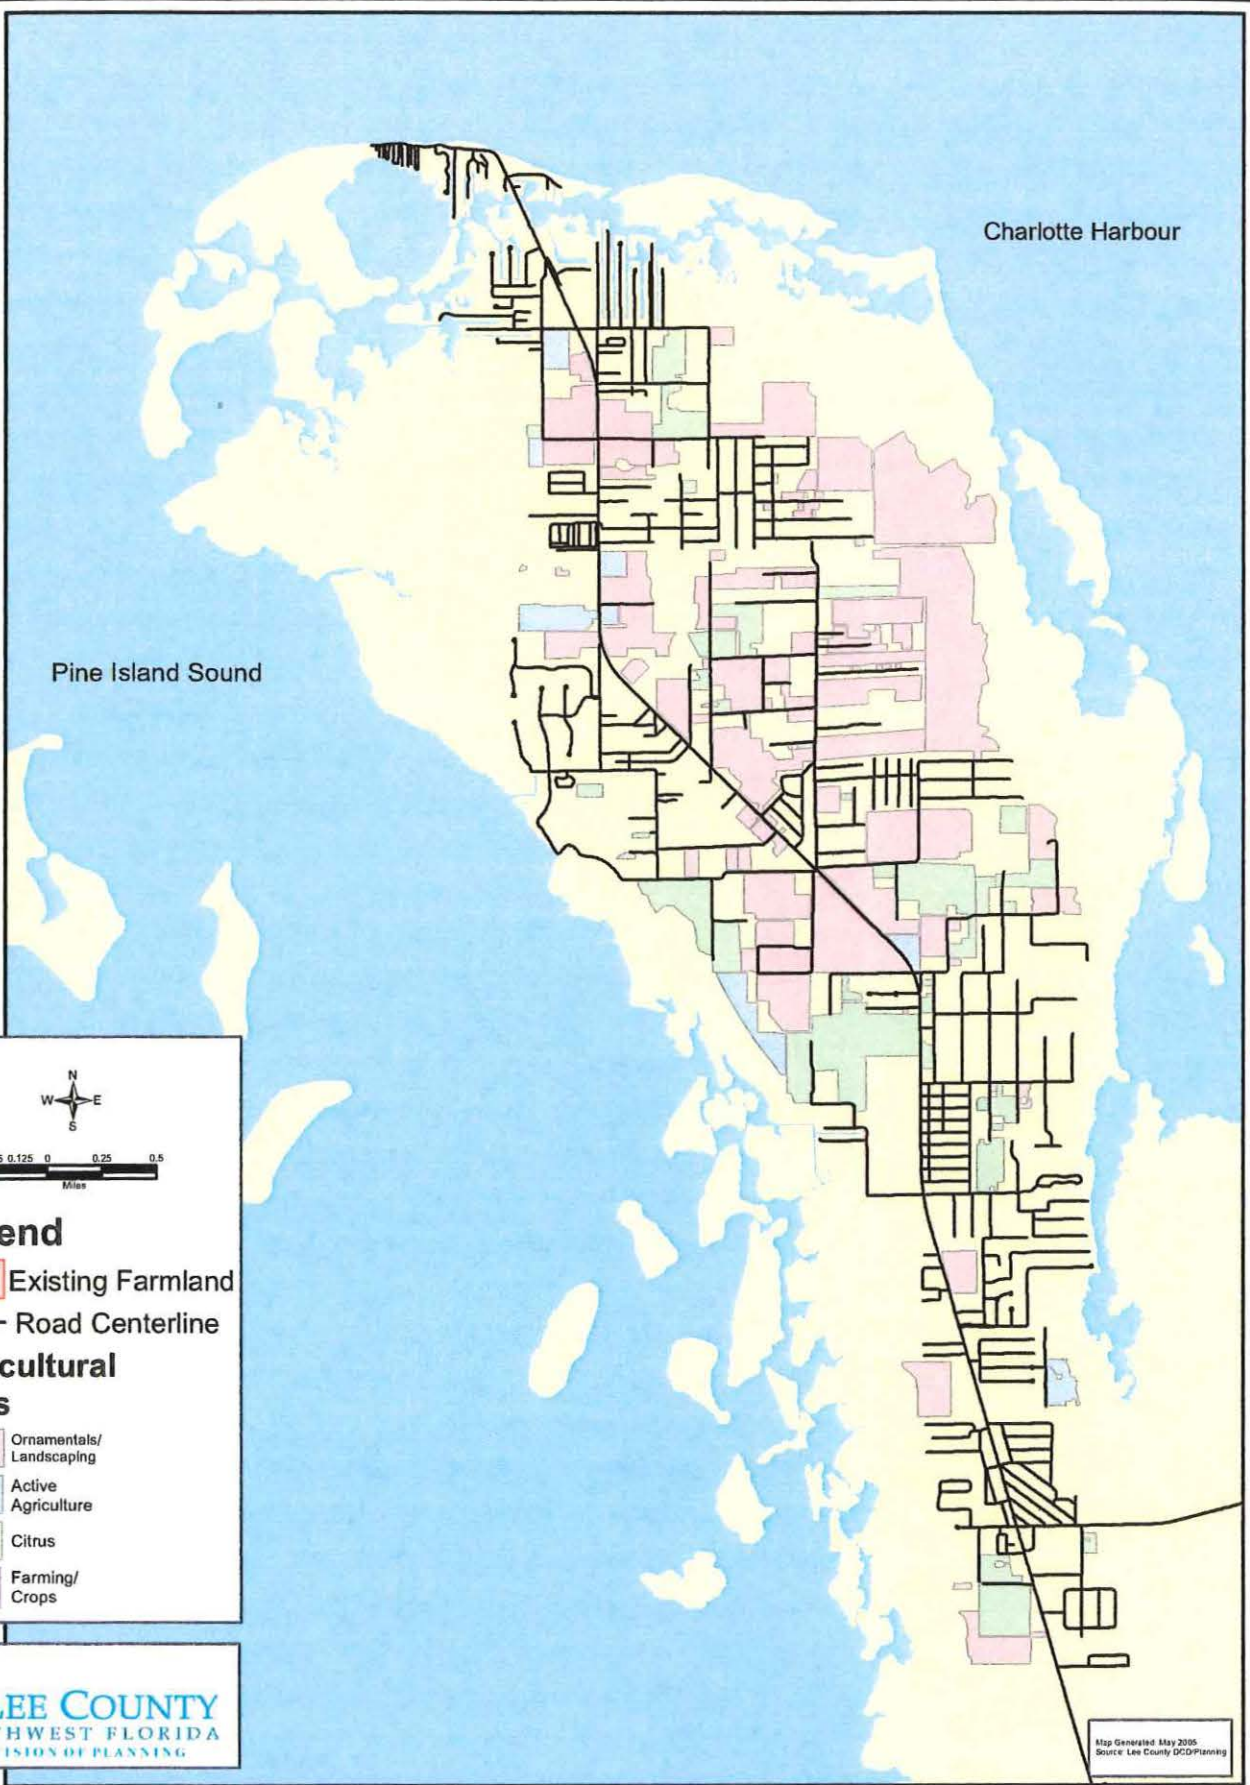 Charlotte Harbour
Pine Island Sound
N
W E
S
0.125 0 0.25 0.5
Miles
end
Existing Farmland
Road Centerline
cultural
s
Ornamentals/
Landscaping
Active
Agriculture
Citrus
Farming/
Crops
LEE COUNTY
HWEST FLORIDA
ISION OF PLANNING
Map Generated: May 2005
Source: Lee County DCD/Planning